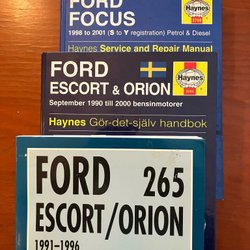 FORD
FOCUS
1998 to 2001 (S to Y registration) Petrol & Diesel
Haynes Service and Repair Manual
Haynes
FORD
ESCORT & ORION
September 1990 till 2000 bensinmotorer
Haynes
Haynes Gör-det-själv handbok
FORD 265
ESCORT/ORION
1991-1996